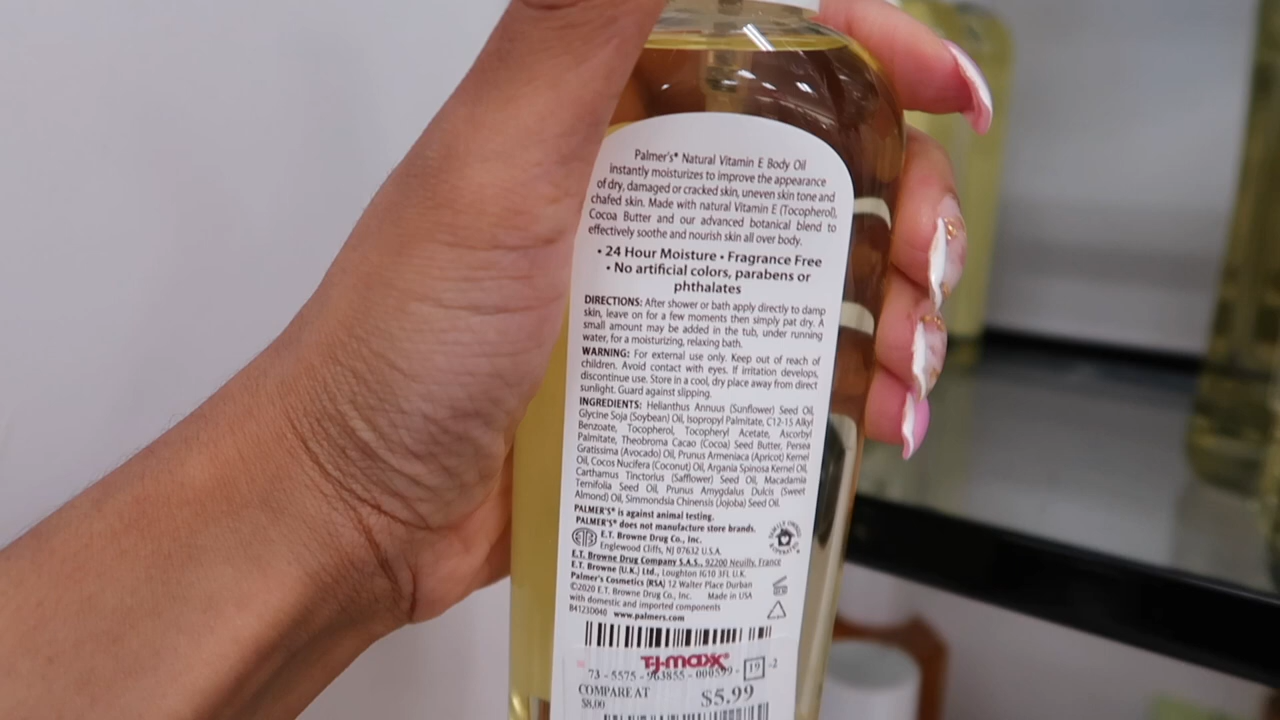 Palmer's® Natural Vitamin E Body Oil
instantly moisturizes to improve the appearance
of dry, damaged or cracked skin, uneven skin tone and
chafed skin. Made with natural Vitamin E (Tocopherol),
Cocoa Butter and our advanced botanical blend to
effectively soothe and nourish skin all over body.
• 24 Hour Moisture • Fragrance Free
• No artificial colors, parabens or
phthalates
DIRECTIONS: After shower or bath apply directly to damp
skin, leave on for a few moments then simply pat dry. A
small amount may be added in the tub, under running
water, for a moisturizing, relaxing bath.
WARNING: For external use only. Keep out of reach of
children. Avoid contact with eyes. If irritation develops,
discontinue use. Store in a cool, dry place away from direct
sunlight. Guard against slipping.
INGREDIENTS: Helianthus Annuus (Sunflower) Seed Oil,
Glycine Soja (Soybean) Oil, Isopropyl Palmitate, C12-15 Alkyl
Benzoate, Tocopherol, Tocopheryl Acetate, Ascorbyl
Palmitate, Theobroma Cacao (Cocoa) Seed Butter, Persea
Gratissima (Avocado) Oil, Prunus Armeniaca (Apricot) Kernel
Oil, Cocos Nucifera (Coconut) Oil, Argania Spinosa Kernel Oil,
Carthamus Tinctorius (Safflower) Seed Oil, Macadamia
Ternifolia Seed Oil, Prunus Amygdalus Dulcis (Sweet
Almond) Oil, Simmondsia Chinensis (Jojoba) Seed Oil.
PALMER'S® is against animal testing.
PALMER'S® does not manufacture store brands.
E.T. Browne Drug Co., Inc.
Englewood Cliffs, NJ 07632 U.S.A.
E.T. Browne Drug Company S.A.S., 92200 Neuilly, France
E.T. Browne (U.K.) Ltd., Loughton IG10 3FL U.K.
Palmer's Cosmetics (RSA) 12 Walter Place Durban
©2020 E.T. Browne Drug Co., Inc. Made in USA
with domestic and imported components
B4123D040 www.palmers.com
T·J·maxx®
73 - 5575 - 963855 - 000599 - 19 -2
COMPARE AT
$8.00 $5.99